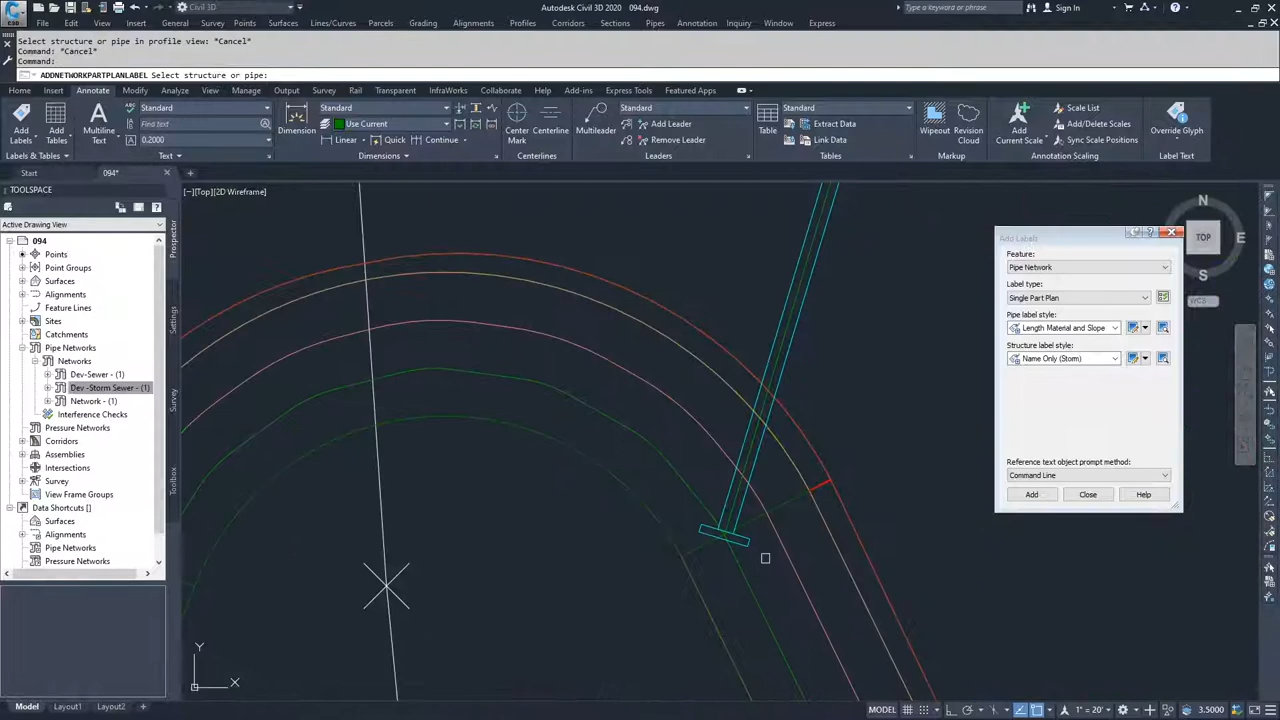 C3D
Civil 3D
Autodesk Civil 3D 2020 094.dwg
Type a keyword or phrase
Sign In
File Edit View Insert General Survey Points Surfaces Lines/Curves Parcels Grading Alignments Profiles Corridors Sections Pipes Annotation Inquiry Window Express
Select structure or pipe in profile view: *Cancel*
Command: *Cancel*
Command:
ADDNETWORKPARTPLANLABEL Select structure or pipe:
Home Insert Annotate Modify Analyze View Manage Output Survey Rail Transparent InfraWorks Collaborate Help Add-ins Express Tools Featured Apps
Add Labels
Add Tables
Multiline Text
Standard
Find text
0.2000
Dimension
Standard
Use Current
Linear Quick Continue
Center Mark
Centerline
Multileader
Standard
Add Leader
Remove Leader
Table
Standard
Extract Data
Link Data
Wipeout
Revision Cloud
Add Current Scale
Scale List
Add/Delete Scales
Sync Scale Positions
Override Glyph
Labels & Tables Text Dimensions Centerlines Leaders Tables Markup Annotation Scaling Label Text
Start 094*
TOOLSPACE
Active Drawing View
094
Points
Point Groups
Surfaces
Alignments
Feature Lines
Sites
Catchments
Pipe Networks
Networks
Dev-Sewer - (1)
Dev -Storm Sewer - (1)
Network - (1)
Interference Checks
Pressure Networks
Corridors
Assemblies
Intersections
Survey
View Frame Groups
Data Shortcuts []
Surfaces
Alignments
Pipe Networks
Pressure Networks
Prospector
Settings
Survey
Toolbox
[−][Top][2D Wireframe]
N
TOP
E
S
WCS
Y
X
Add Labels
Feature:
Pipe Network
Label type:
Single Part Plan
Pipe label style:
Length Material and Slope
Structure label style:
Name Only (Storm)
Reference text object prompt method:
Command Line
Add Close Help
Model Layout1 Layout2
MODEL
1" = 20'
3.5000